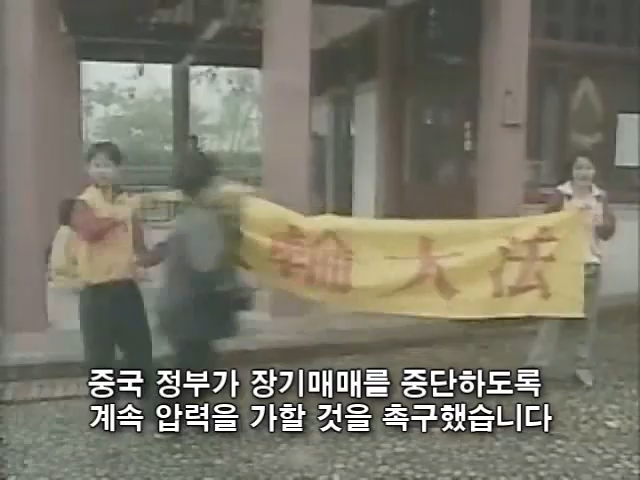 輪大法
중국 정부가 장기매매를 중단하도록
계속 압력을 가할 것을 촉구했습니다